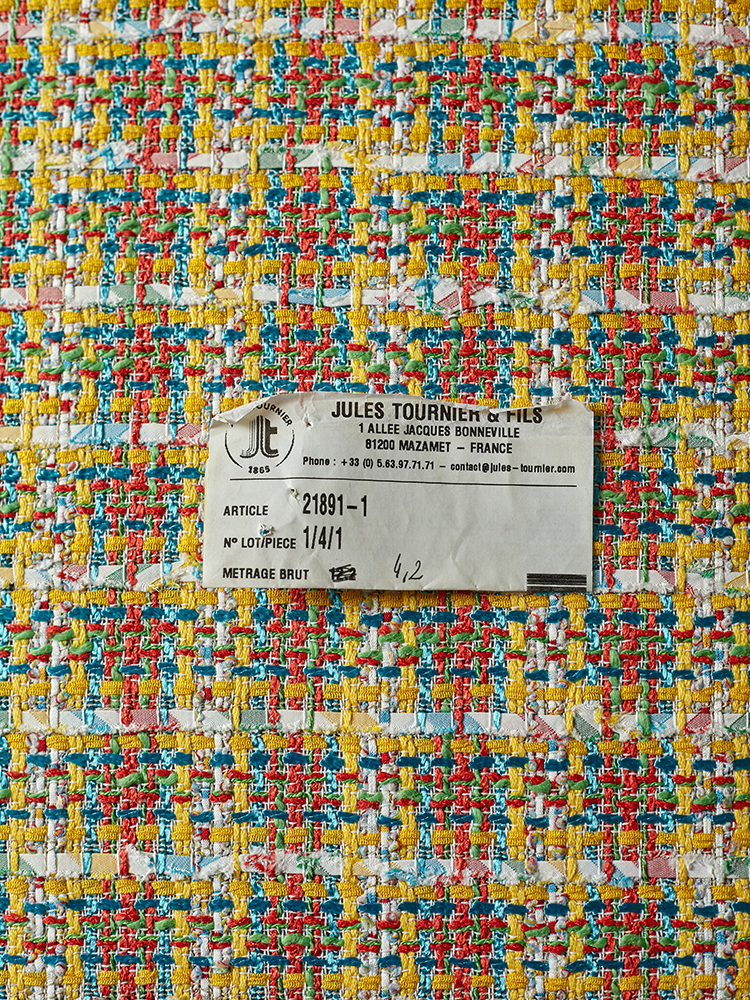 TOURNIER
1865
JULES TOURNIER & FILS
1 ALLEE JACQUES BONNEVILLE
81200 MAZAMET – FRANCE
Phone : +33 (0) 5.63.97.71.71 – contact@jules-tournier.com
ARTICLE 21891-1
N° LOT/PIECE 1/4/1
METRAGE BRUT 4,2